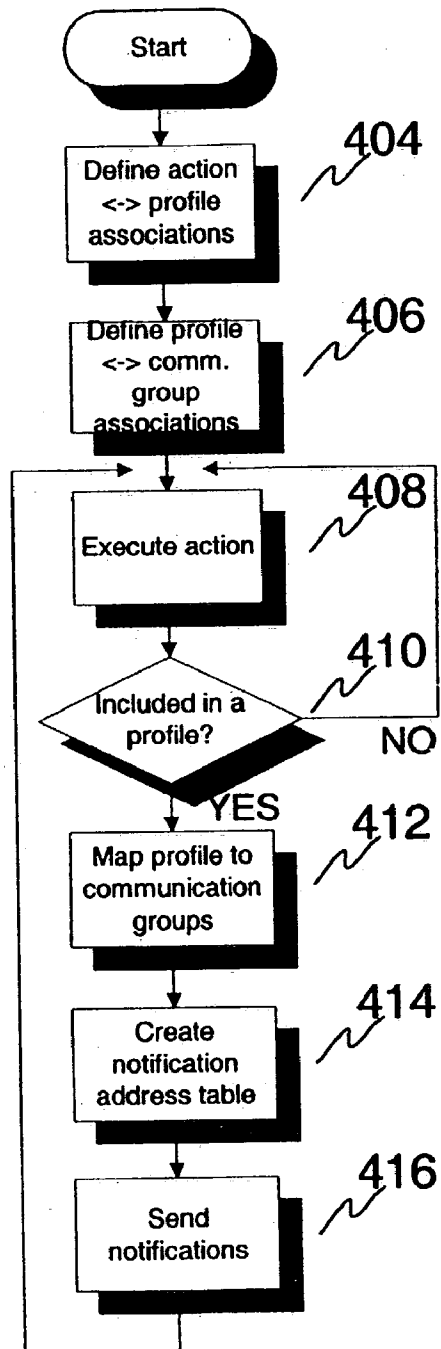 Start
404
Define action
<-> profile
associations
406
Define profile
<-> comm.
group
associations
408
Execute action
410
Included in a
profile?
NO
YES
412
Map profile to
communication
groups
414
Create
notification
address table
416
Send
notifications